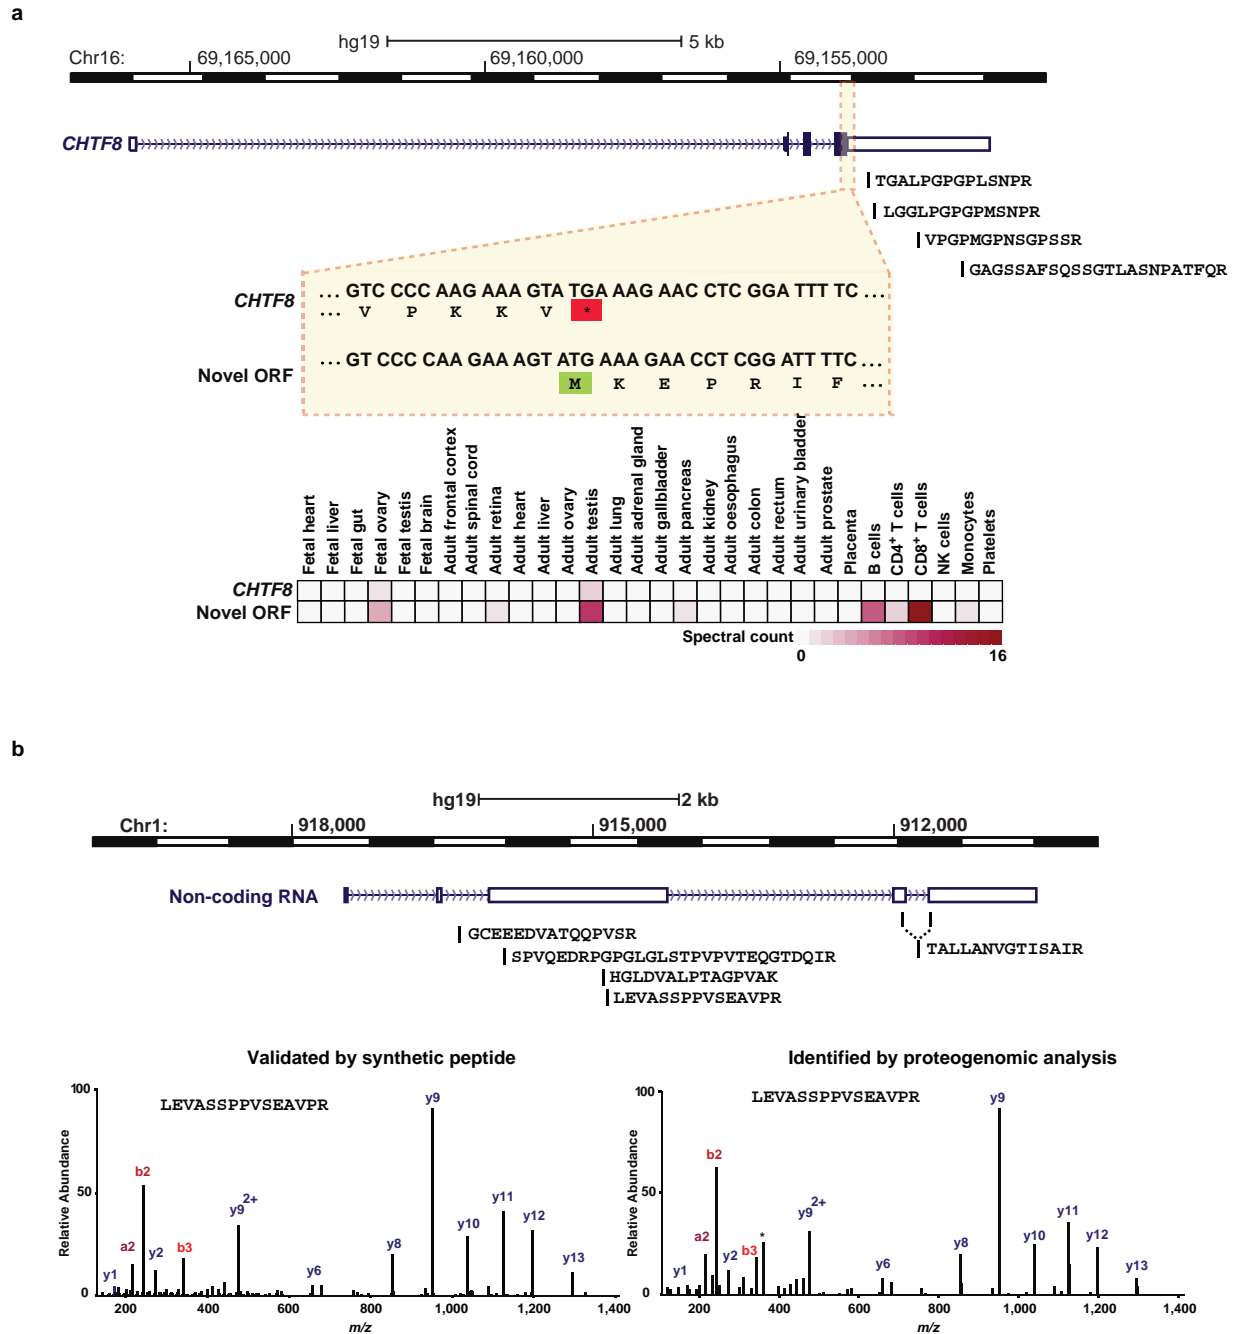 a
hg19 5 kb
Chr16: 69,165,000 69,160,000 69,155,000
CHTF8
TGALPGPGPLSNPR
LGGLPGPGPMSNPR
VPGPMGPNSGPSSR
GAGSSAFSQSSGTLASNPATFQR
CHTF8 ... GTC CCC AAG AAA GTA TGA AAG AAC CTC GGA TTT TC ...
... V P K K V *
Novel ORF ... GT CCC CAA GAA AGT ATG AAA GAA CCT CGG ATT TTC ...
M K E P R I F ...
Fetal heart
Fetal liver
Fetal gut
Fetal ovary
Fetal testis
Fetal brain
Adult frontal cortex
Adult spinal cord
Adult retina
Adult heart
Adult liver
Adult ovary
Adult testis
Adult lung
Adult adrenal gland
Adult gallbladder
Adult pancreas
Adult kidney
Adult oesophagus
Adult colon
Adult rectum
Adult urinary bladder
Adult prostate
Placenta
B cells
CD4+ T cells
CD8+ T cells
NK cells
Monocytes
Platelets
CHTF8
Novel ORF
Spectral count
0 16
b
hg19 2 kb
Chr1: 918,000 915,000 912,000
Non-coding RNA
GCEEEDVATQQPVSR
SPVQEDRPGPGLGLSTPVPVTEQGTDQIR
HGLDVALPTAGPVAK
LEVASSPPVSEAVPR
TALLANVGTISAIR
Validated by synthetic peptide
LEVASSPPVSEAVPR
Relative Abundance
100
50
0
y1
a2
b2
y2
b3
y9 2+
y6
y8
y9
y10
y11
y12
y13
200 400 600 800 1,000 1,200 1,400
m/z
Identified by proteogenomic analysis
LEVASSPPVSEAVPR
Relative Abundance
100
50
0
y1
a2
b2
y2
b3
*
y9 2+
y6
y8
y9
y10
y11
y12
y13
200 400 600 800 1,000 1,200 1,400
m/z